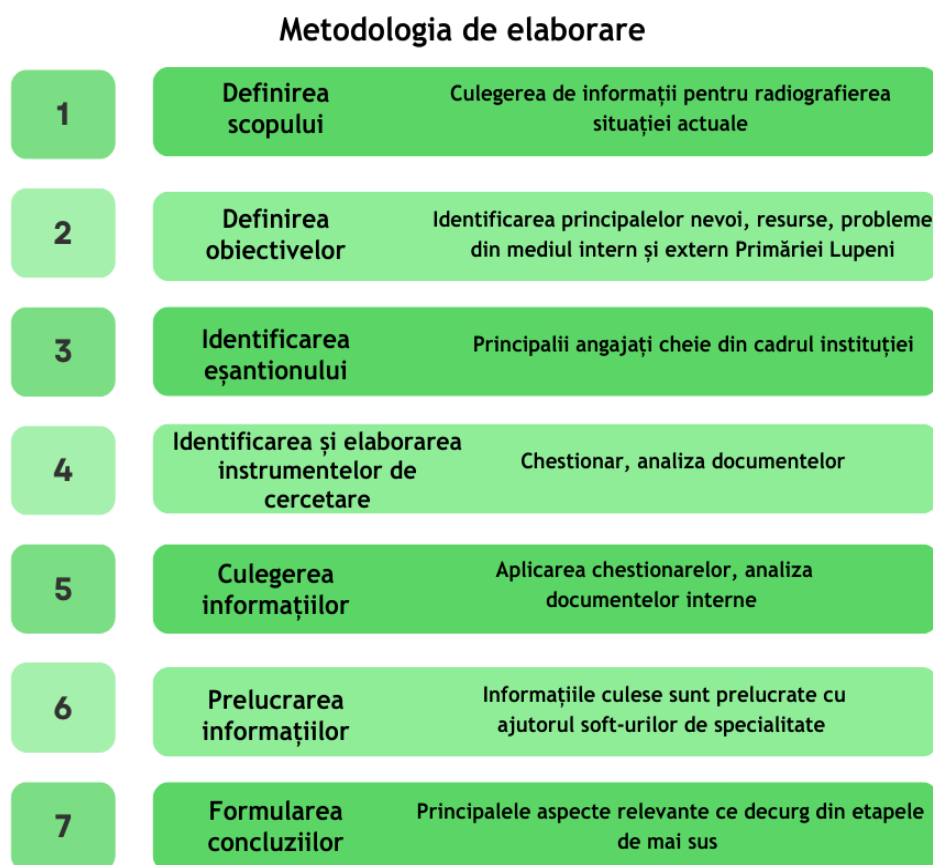 Metodologia de elaborare
1
Definirea
scopului
Culegerea de informații pentru radiografierea
situației actuale
2
Definirea
obiectivelor
Identificarea principalelor nevoi, resurse, probleme
din mediul intern și extern Primăriei Lupeni
3
Identificarea
eșantionului
Principalii angajați cheie din cadrul instituției
4
Identificarea și elaborarea
instrumentelor de
cercetare
Chestionar, analiza documentelor
5
Culegerea
informațiilor
Aplicarea chestionarelor, analiza
documentelor interne
6
Prelucrarea
informațiilor
Informațiile culese sunt prelucrate cu
ajutorul soft-urilor de specialitate
7
Formularea
concluziilor
Principalele aspecte relevante ce decurg din etapele
de mai sus